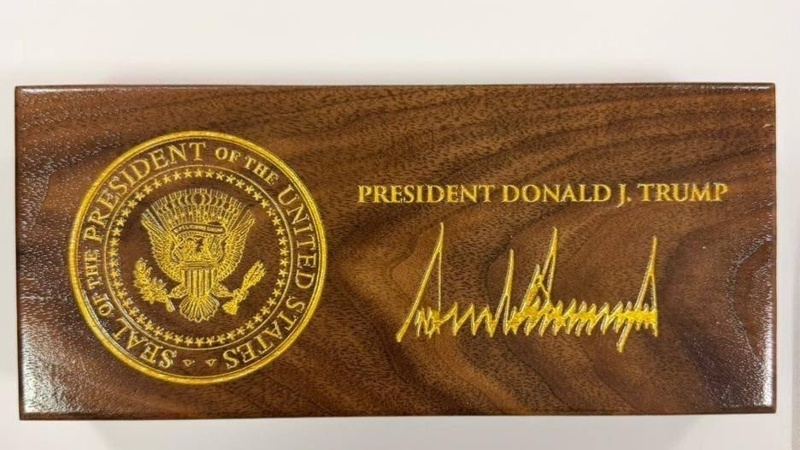 SEAL OF THE PRESIDENT OF THE UNITED STATES
PRESIDENT DONALD J. TRUMP